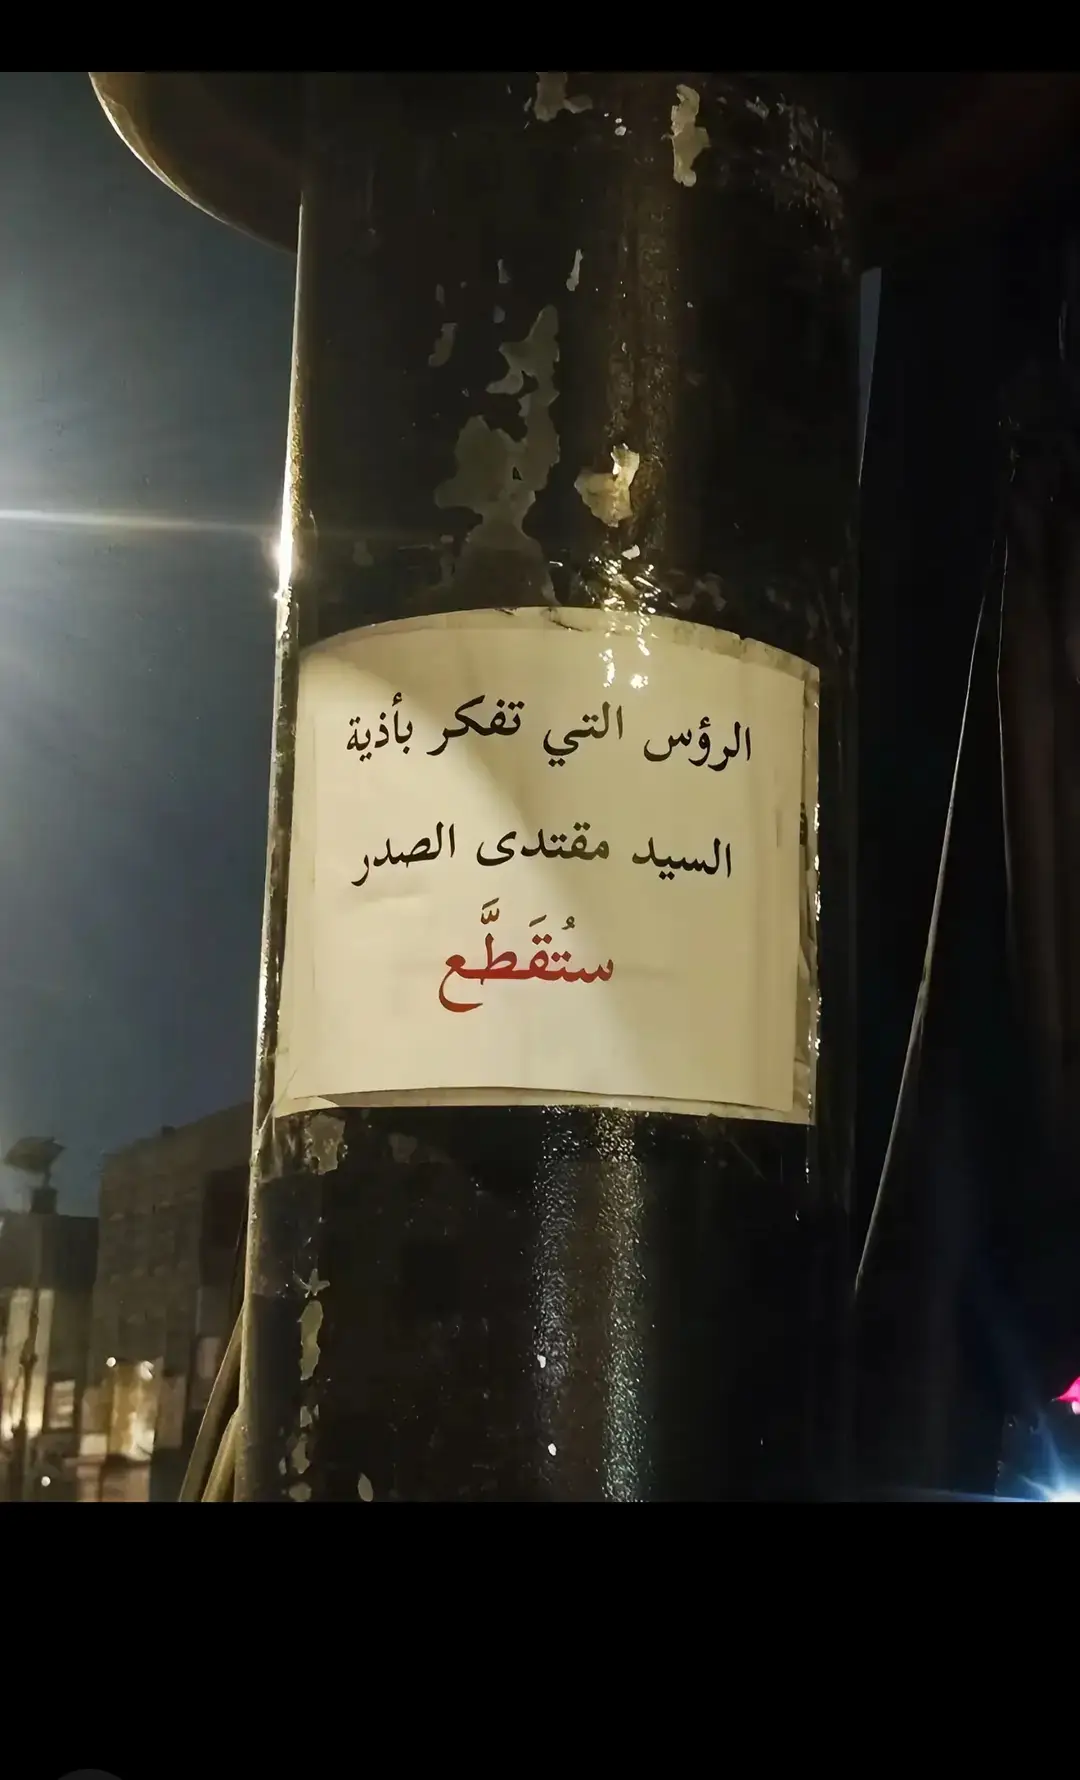 الرؤس التي تفكر بأذية
السيد مقتدى الصدر
ستُقَطَّع